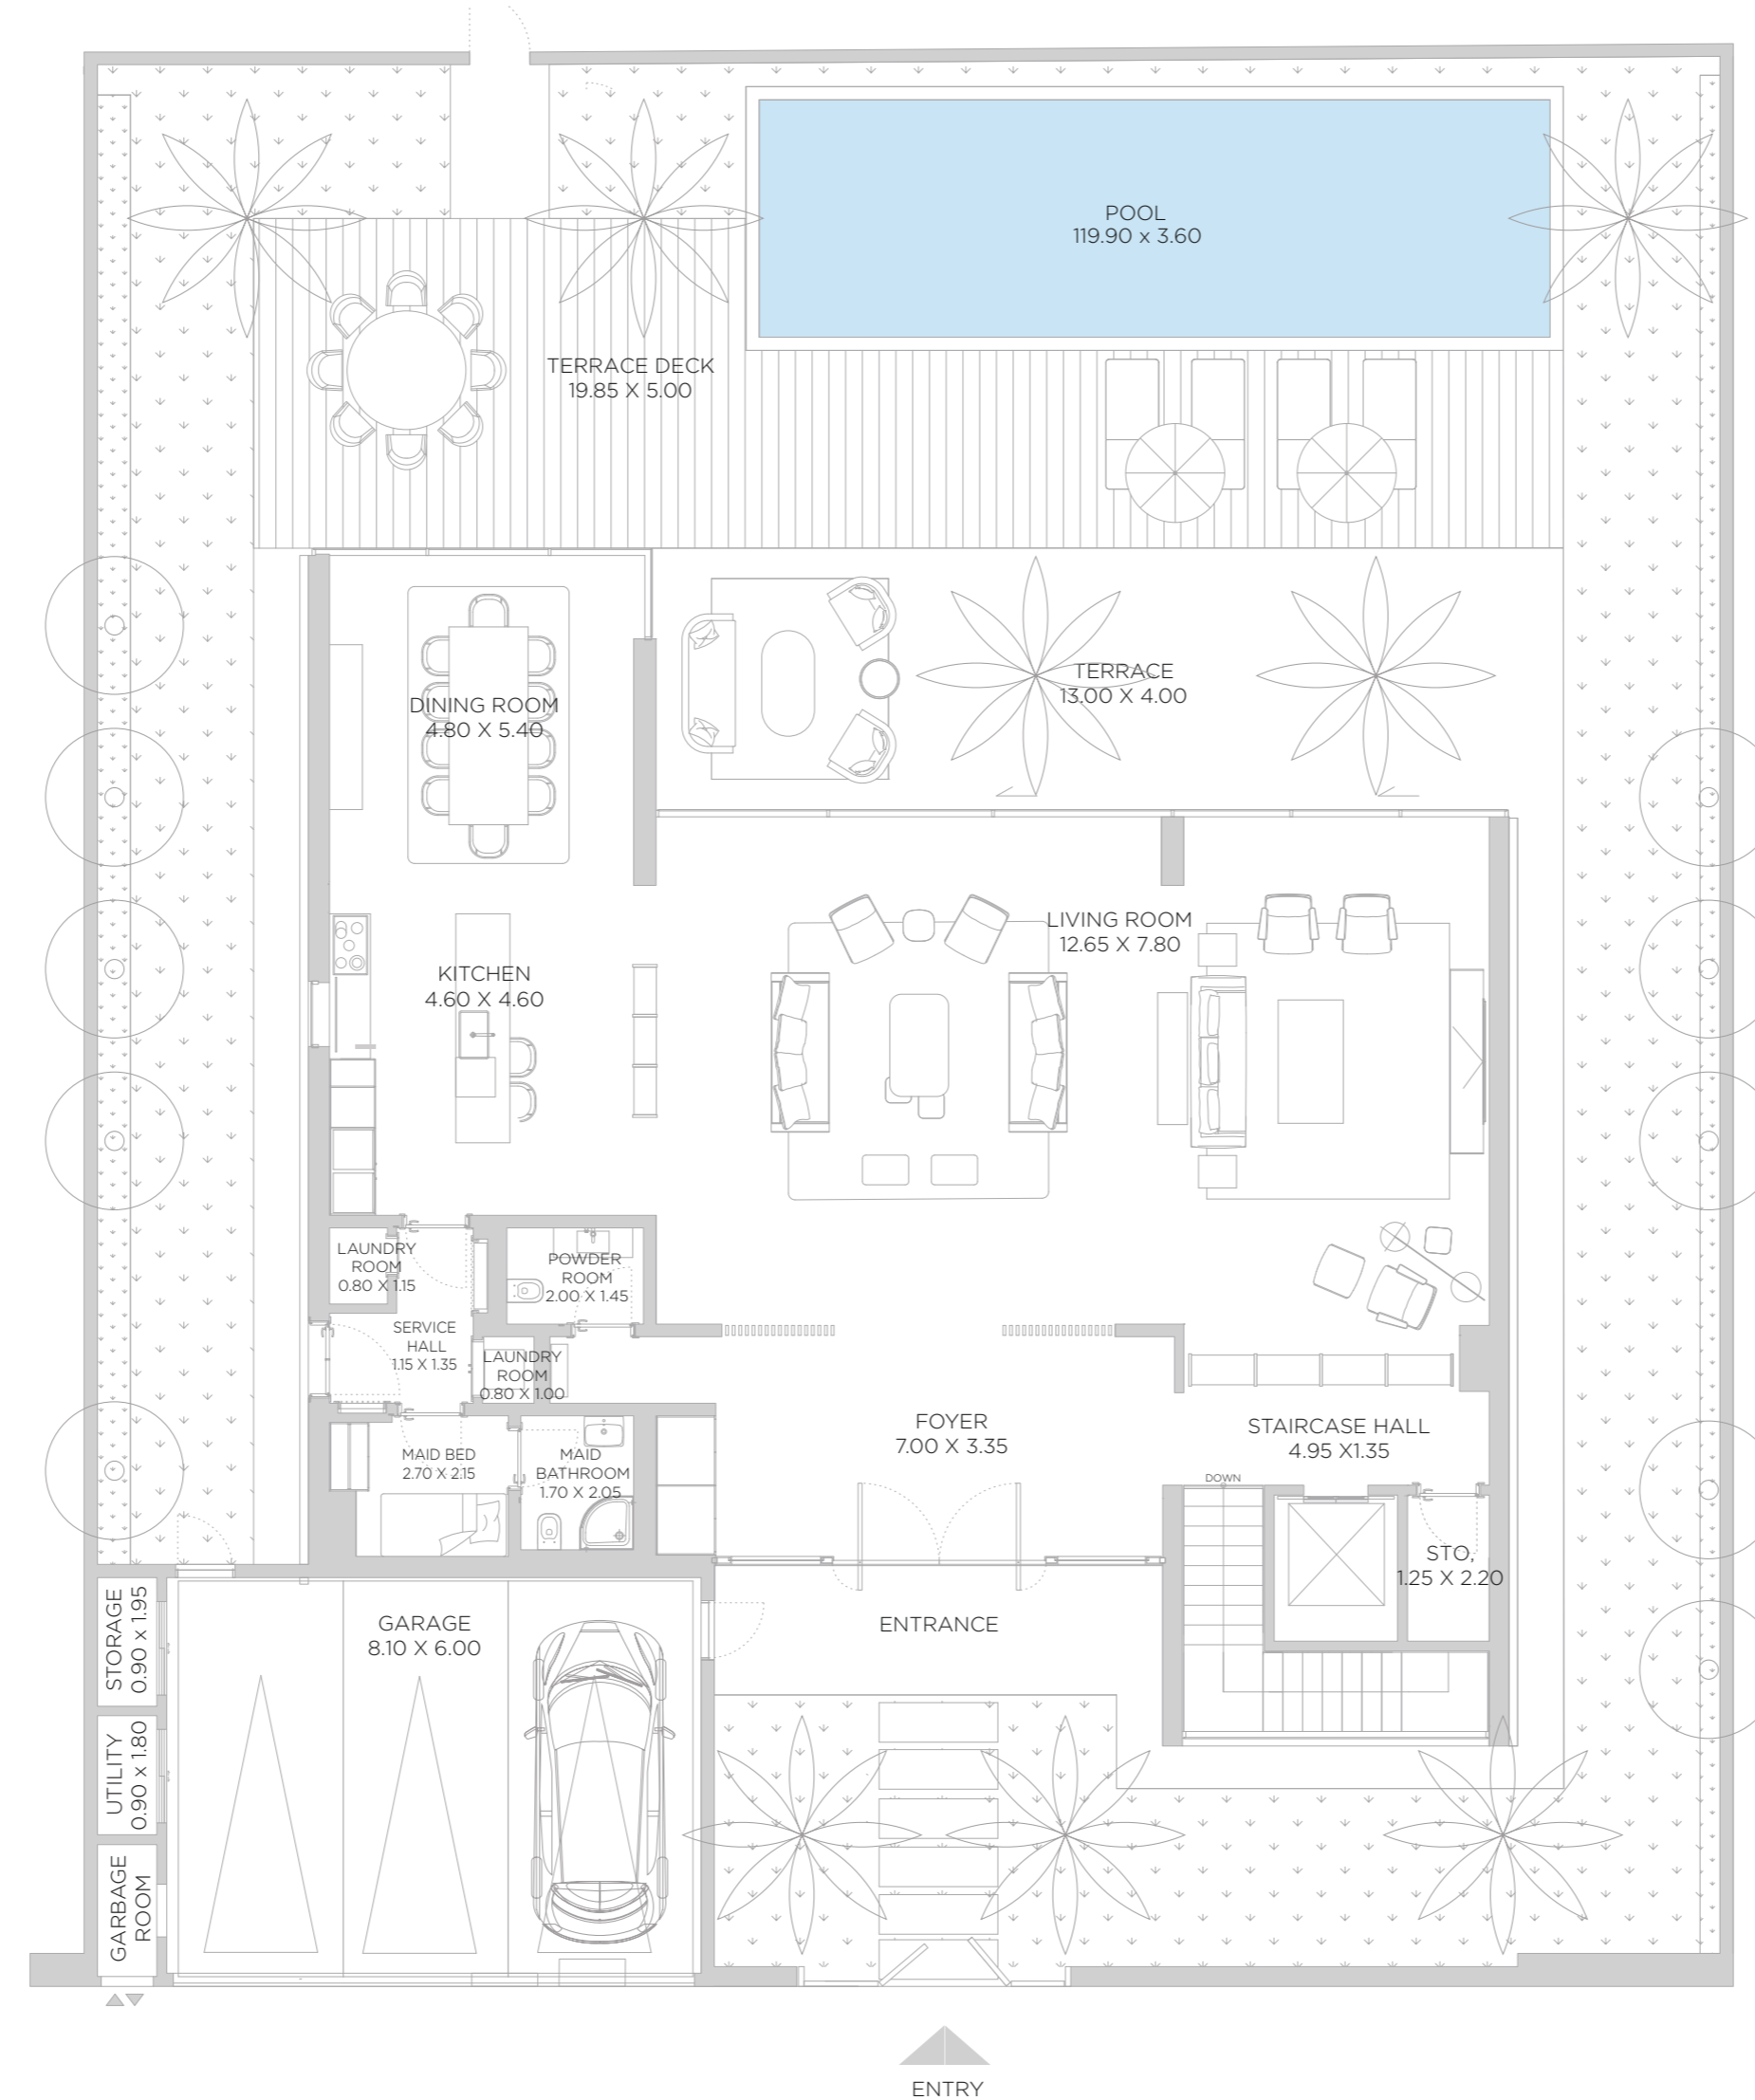 POOL
119.90 x 3.60
TERRACE DECK
19.85 X 5.00
TERRACE
13.00 X 4.00
DINING ROOM
4.80 X 5.40
LIVING ROOM
12.65 X 7.80
KITCHEN
4.60 X 4.60
LAUNDRY
ROOM
0.80 X 1.15
POWDER
ROOM
2.00 X 1.45
SERVICE
HALL
1.15 X 1.35
LAUNDRY
ROOM
0.80 X 1.00
FOYER
7.00 X 3.35
STAIRCASE HALL
4.95 X1.35
MAID BED
2.70 X 2.15
MAID
BATHROOM
1.70 X 2.05
DOWN
STO,
1.25 X 2.20
STORAGE
0.90 x 1.95
GARAGE
8.10 X 6.00
ENTRANCE
UTILITY
0.90 x 1.80
GARBAGE
ROOM
ENTRY